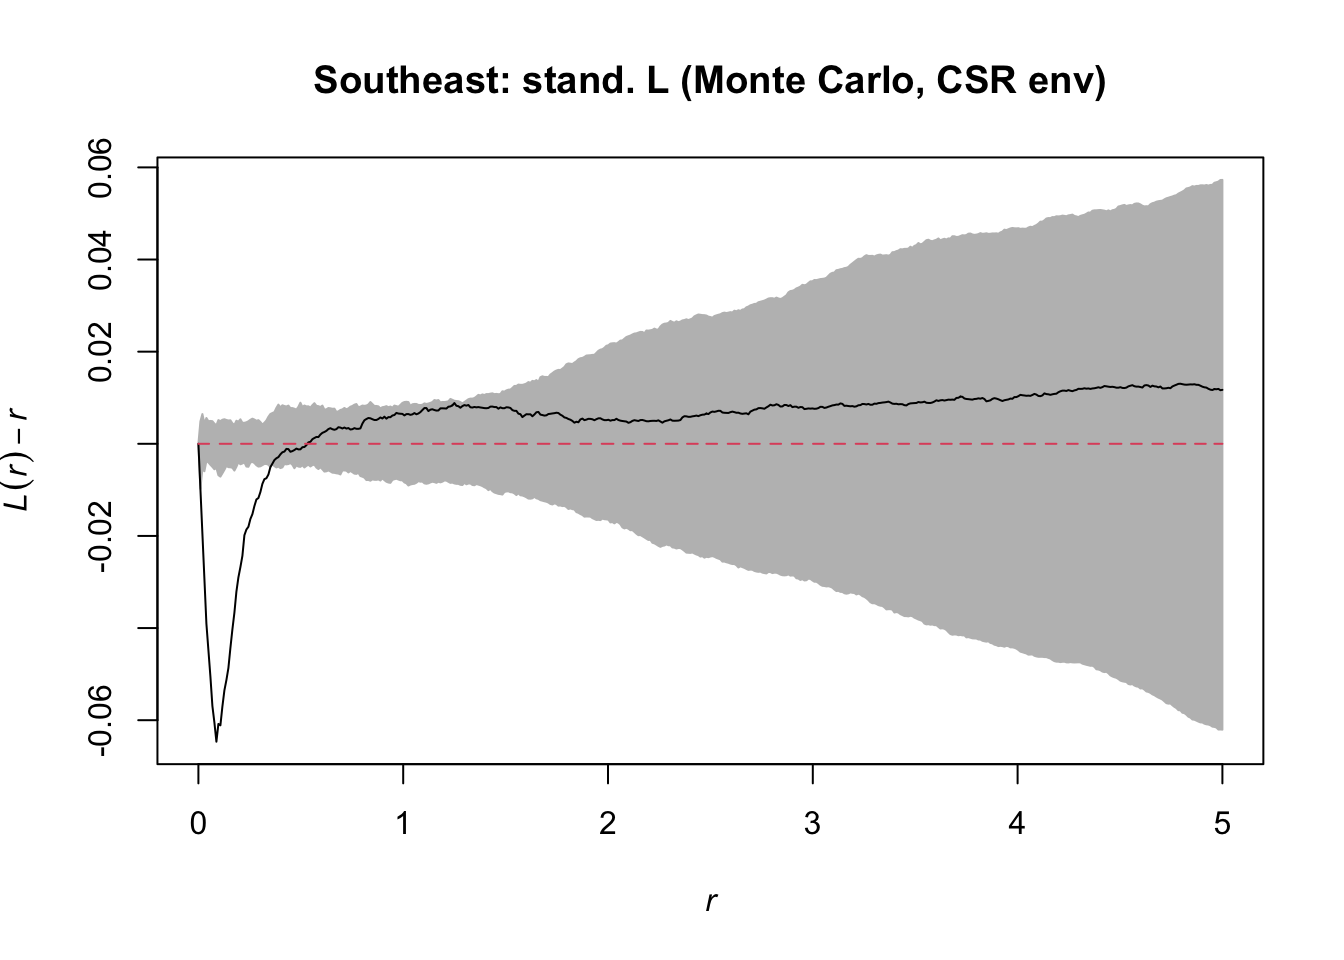 Southeast: stand. L (Monte Carlo, CSR env)
L(r) − r
0.06
0.04
0.02
-0.02
-0.06
0 1 2 3 4 5
r